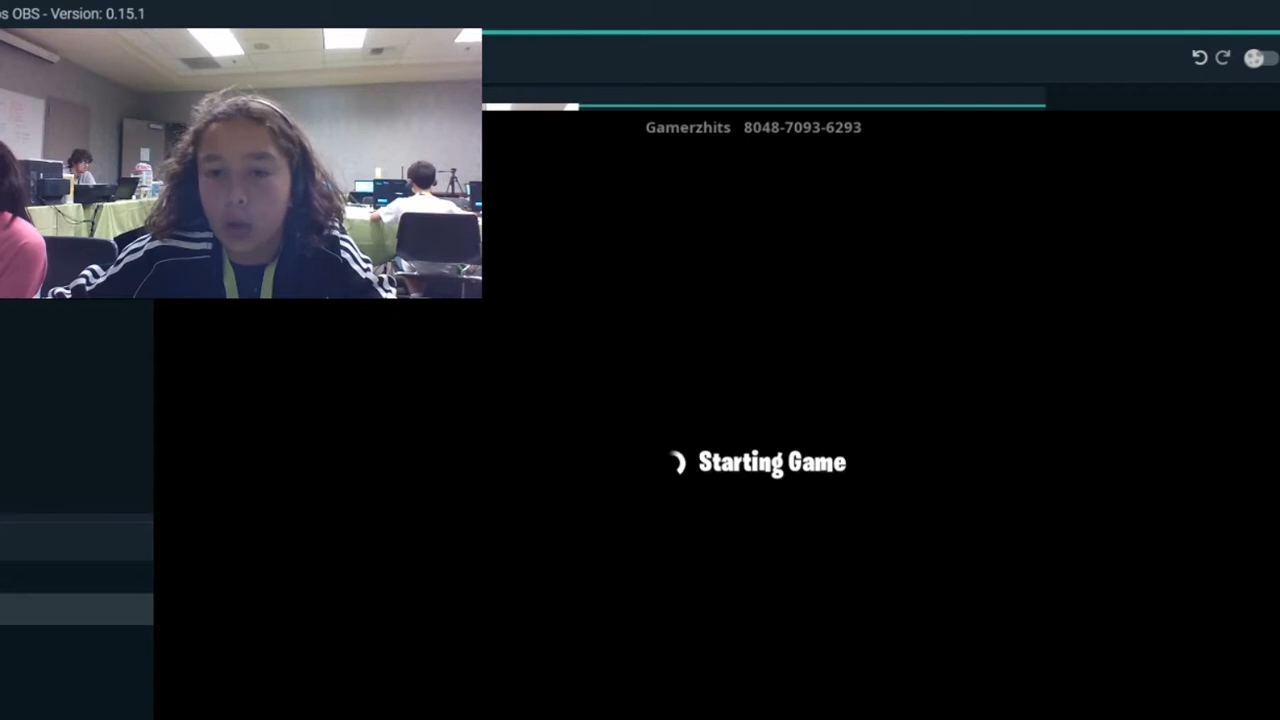 s OBS - Version: 0.15.1
Gamerzhits 8048-7093-6293
Starting Game